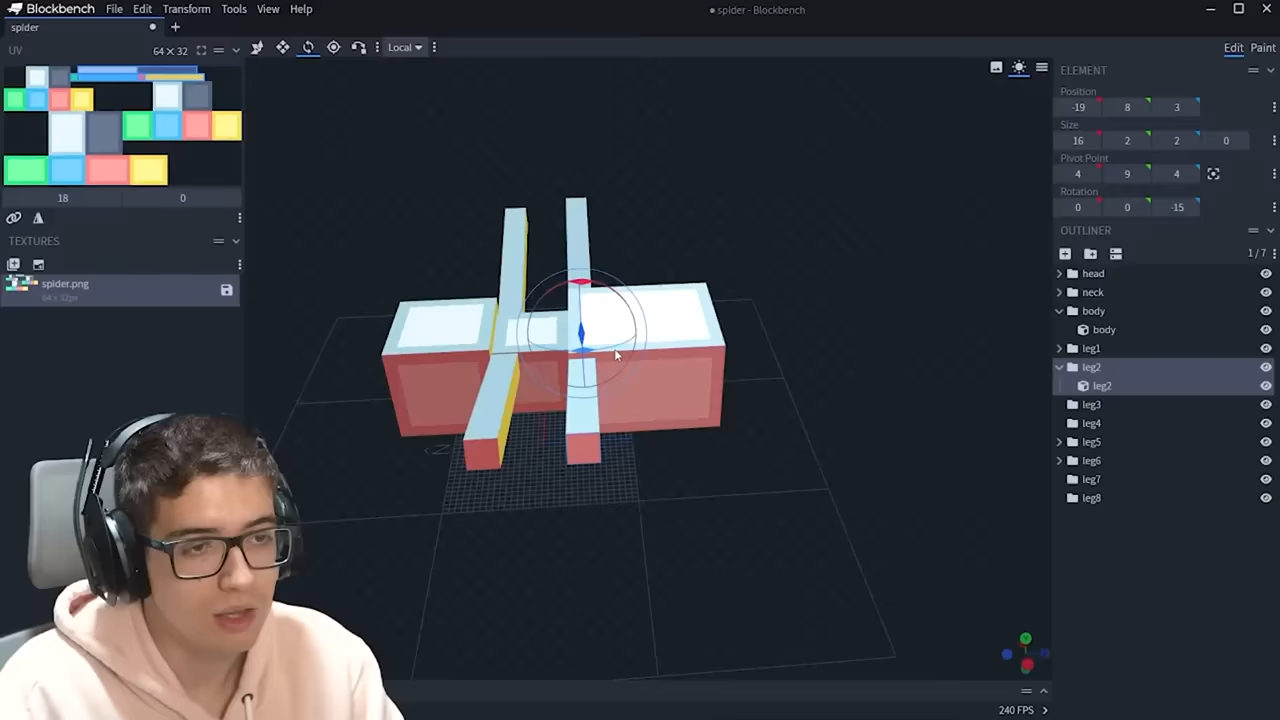 Blockbench File Edit Transform Tools View Help
spider - Blockbench
spider
UV
64 × 32
Local
Edit Paint
18 0
TEXTURES
spider.png
64 x 32px
ELEMENT
Position
-19 8 3
Size
16 2 2 0
Pivot Point
4 9 4
Rotation
0 0 -15
OUTLINER
1/7
head
neck
body
body
leg1
leg2
leg2
leg3
leg4
leg5
leg6
leg7
leg8
240 FPS